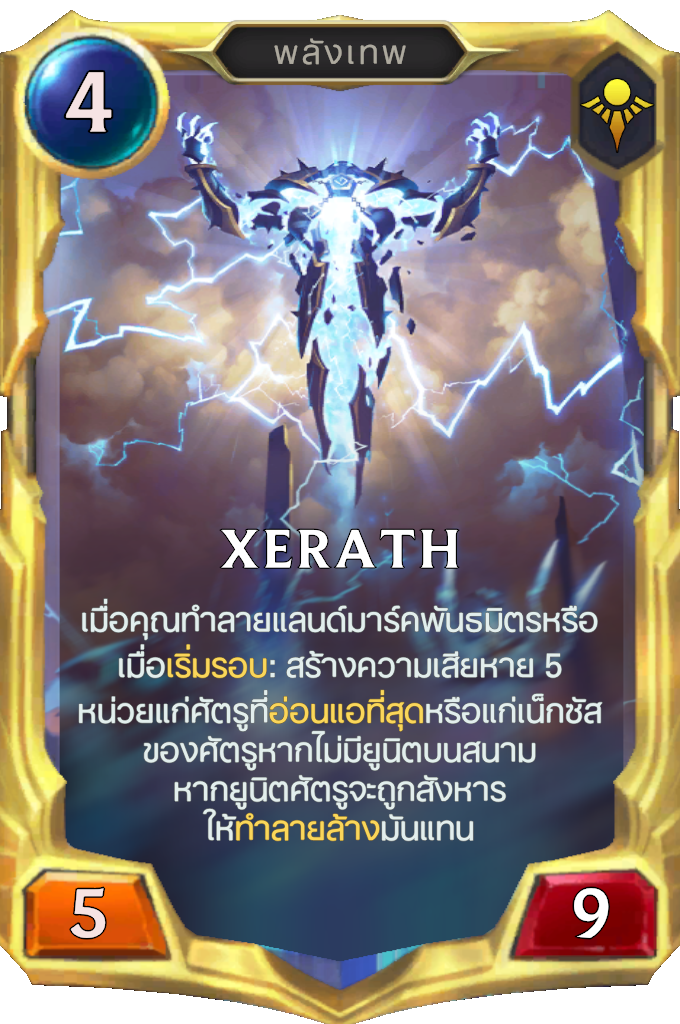 4
พลังเทพ
XERATH
เมื่อคุณทำลายแลนด์มาร์คพันธมิตรหรือ
เมื่อเริ่มรอบ: สร้างความเสียหาย 5
หน่วยแก่ศัตรูที่อ่อนแอที่สุดหรือแก่เน็กซัส
ของศัตรูหากไม่มียูนิตบนสนาม
หากยูนิตศัตรูจะถูกสังหาร
ให้ทำลายล้างมันแทน
5
9